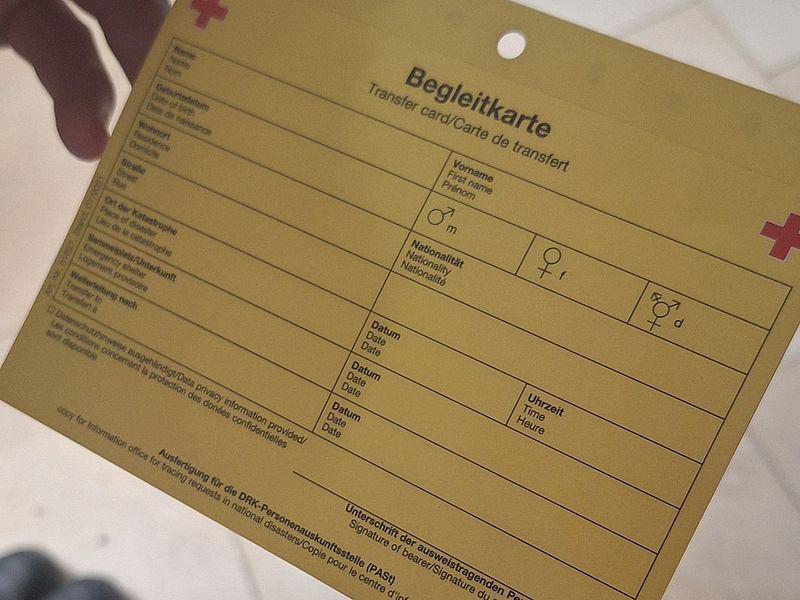 Begleitkarte
Transfer card/Carte de transfert
Name
Name
Nom
Vorname
First name
Prénom
Geburtsdatum
Date of birth
Date de naissance
m
f
d
Wohnort
Residence
Domicile
Nationalität
Nationality
Nationalité
Straße
Street
Rue
Ort der Katastrophe
Place of disaster
Lieu de la catastrophe
Datum
Date
Date
Uhrzeit
Time
Heure
Sammelplatz/Unterkunft
Emergency shelter
Logement provisoire
Datum
Date
Date
Weiterleitung nach
Transfer to
Transfert à
Datum
Date
Date
☐ Datenschutzhinweise ausgehändigt/Data privacy information provided/
Les conditions concernant la protection des donées confidentielles
sont disponible
Unterschrift der ausweistragenden
Signature of bearer/Signature du
Ausfertigung für die DRK-Personenauskunftsstelle (PASt)
copy for information office for tracing requests in national disasters/Copie pour le centre
Art.-Nr.